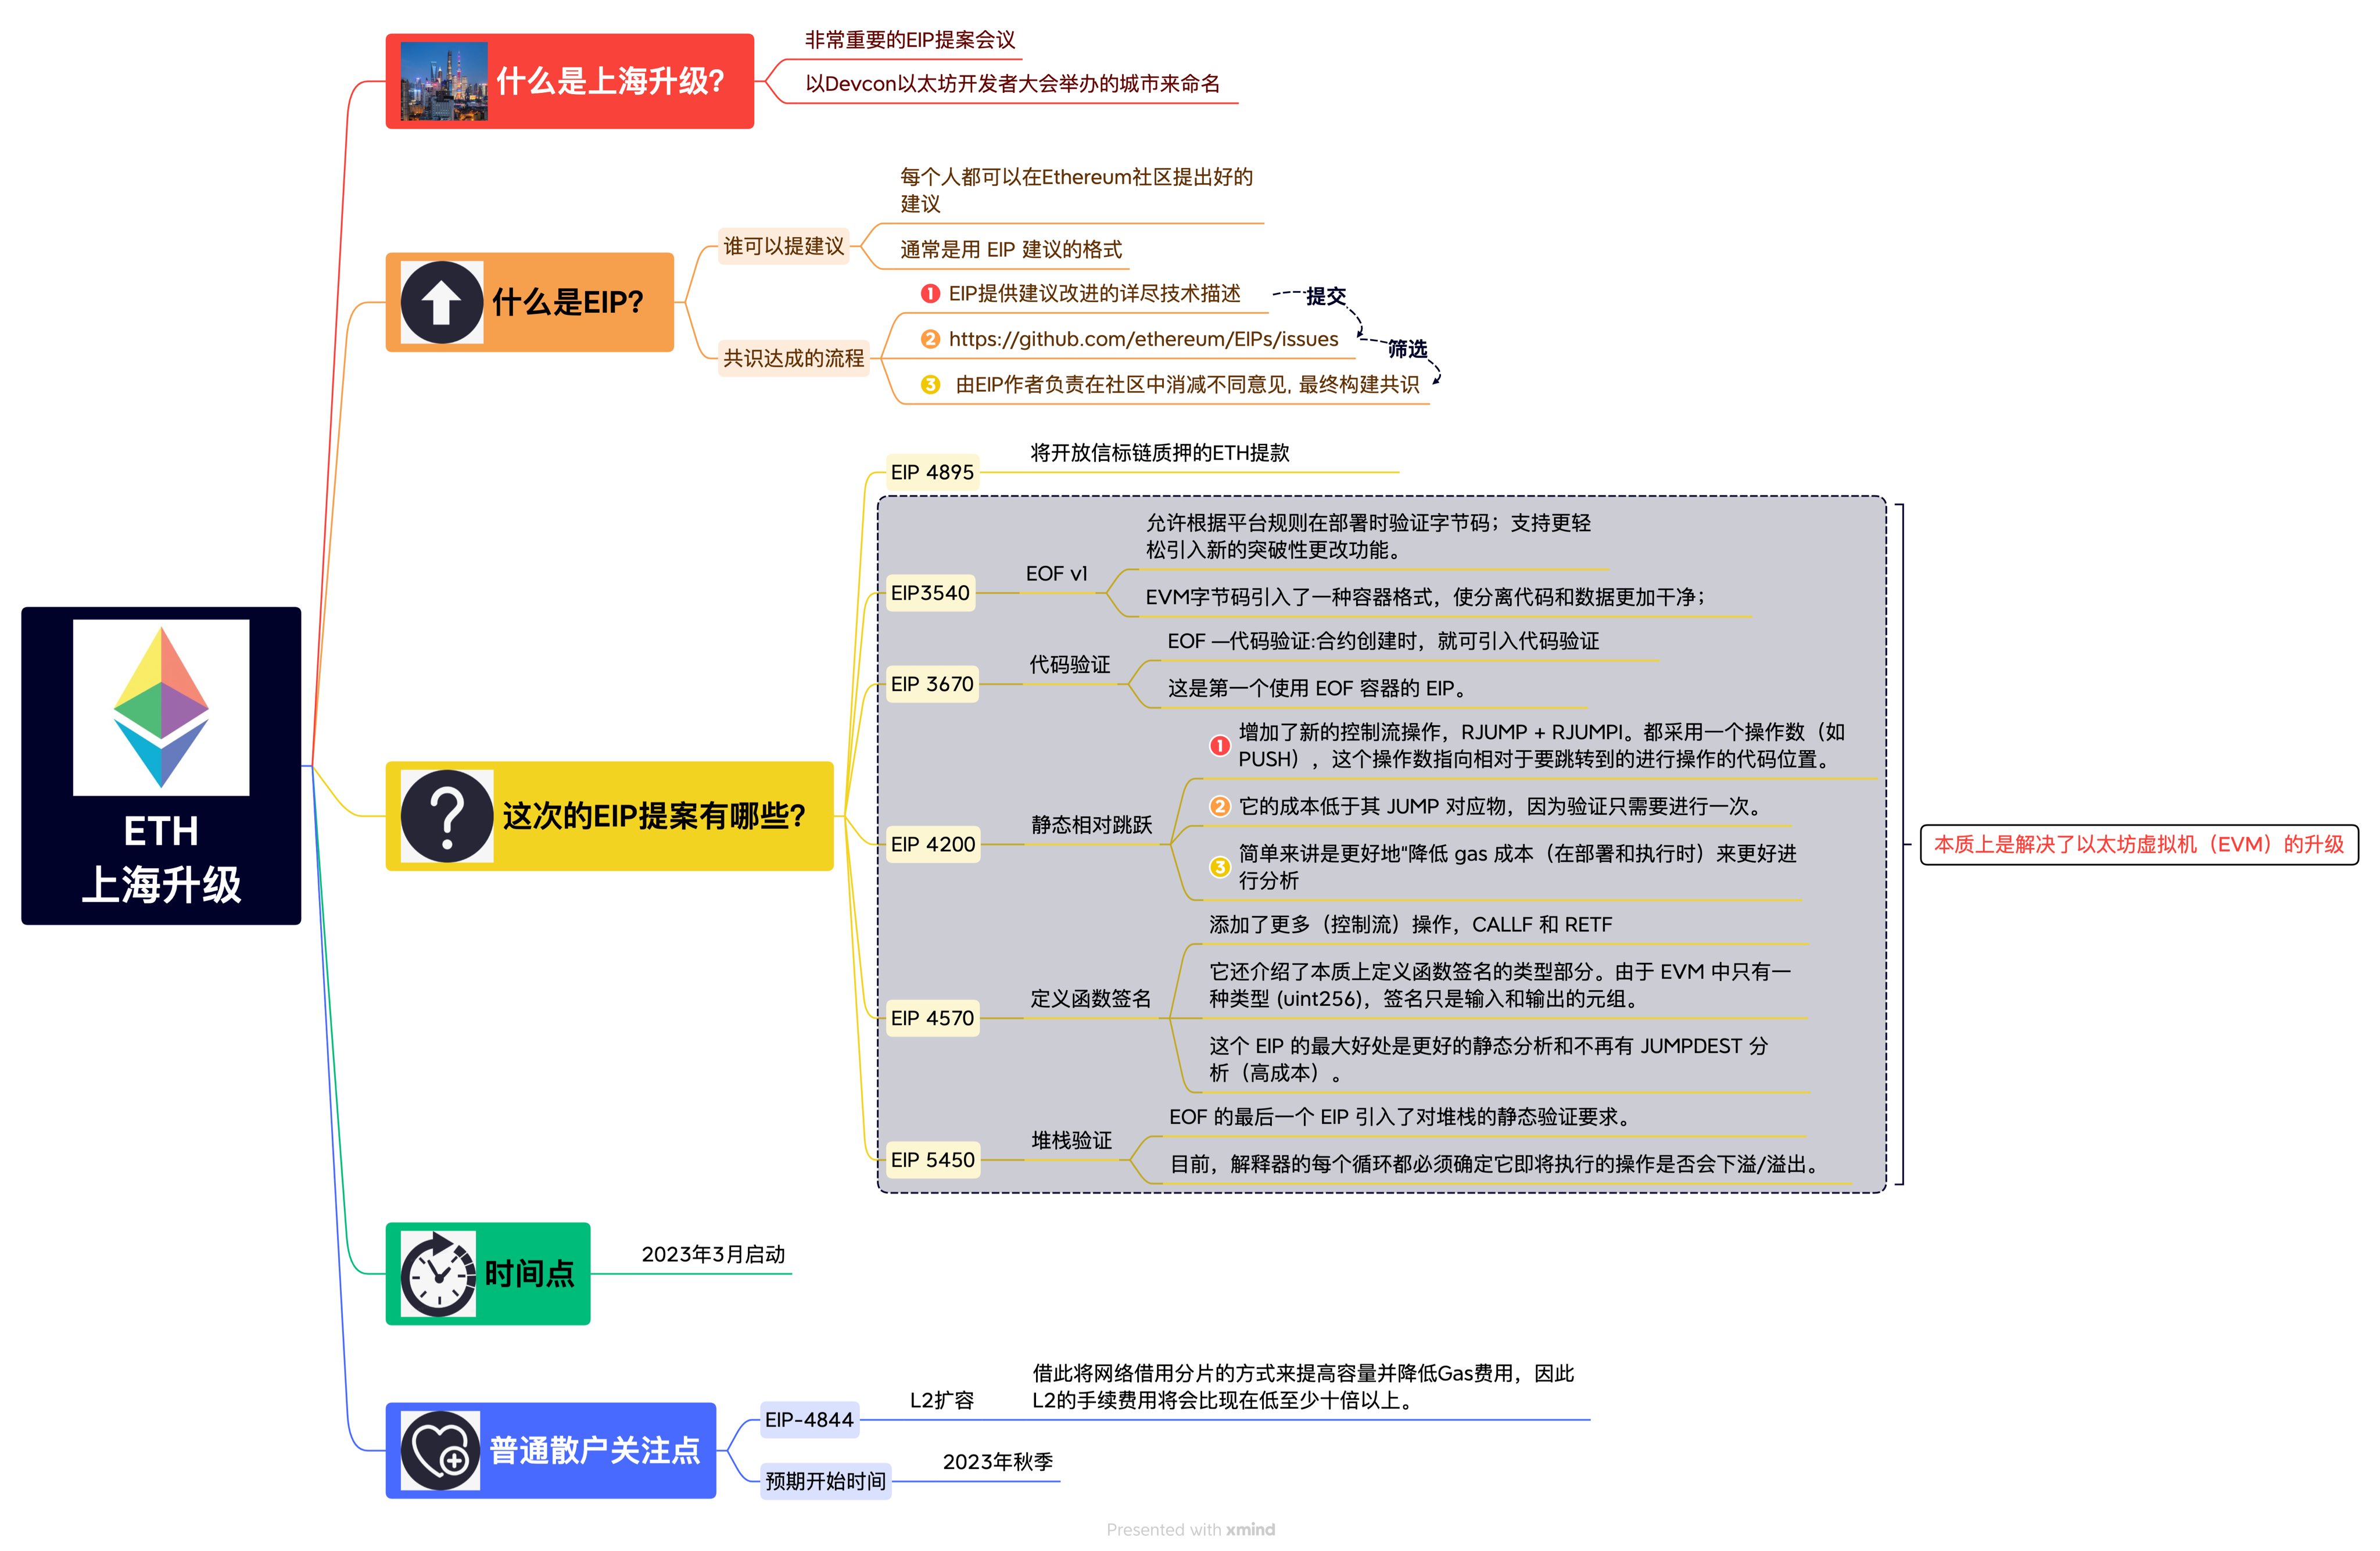 ETH
上海升级
什么是上海升级?
非常重要的EIP提案会议
以Devcon以太坊开发者大会举办的城市来命名
什么是EIP?
谁可以提建议
每个人都可以在Ethereum社区提出好的
建议
通常是用 EIP 建议的格式
共识达成的流程
1 EIP提供建议改进的详尽技术描述
提交
2 https://github.com/ethereum/EIPs/issues
筛选
3 由EIP作者负责在社区中消减不同意见, 最终构建共识
这次的EIP提案有哪些?
EIP 4895
将开放信标链质押的ETH提款
EIP3540
EOF v1
允许根据平台规则在部署时验证字节码；支持更轻
松引入新的突破性更改功能。
EVM字节码引入了一种容器格式，使分离代码和数据更加干净；
EIP 3670
代码验证
EOF —代码验证:合约创建时，就可引入代码验证
这是第一个使用 EOF 容器的 EIP。
EIP 4200
静态相对跳跃
1 增加了新的控制流操作，RJUMP + RJUMPI。都采用一个操作数（如
PUSH），这个操作数指向相对于要跳转到的进行操作的代码位置。
2 它的成本低于其 JUMP 对应物，因为验证只需要进行一次。
3 简单来讲是更好地"降低 gas 成本（在部署和执行时）来更好进
行分析
EIP 4570
定义函数签名
添加了更多（控制流）操作，CALLF 和 RETF
它还介绍了本质上定义函数签名的类型部分。由于 EVM 中只有一
种类型 (uint256)，签名只是输入和输出的元组。
这个 EIP 的最大好处是更好的静态分析和不再有 JUMPDEST 分
析（高成本）。
EIP 5450
堆栈验证
EOF 的最后一个 EIP 引入了对堆栈的静态验证要求。
目前，解释器的每个循环都必须确定它即将执行的操作是否会下溢/溢出。
本质上是解决了以太坊虚拟机（EVM）的升级
时间点
2023年3月启动
普通散户关注点
EIP-4844
L2扩容
借此将网络借用分片的方式来提高容量并降低Gas费用，因此
L2的手续费用将会比现在低至少十倍以上。
预期开始时间
2023年秋季
Presented with xmind